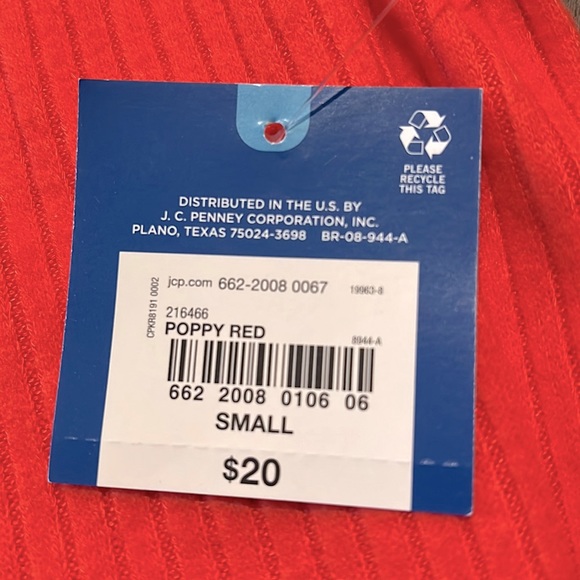 PLEASE
RECYCLE
THIS TAG
DISTRIBUTED IN THE U.S. BY
J. C. PENNEY CORPORATION, INC.
PLANO, TEXAS 75024-3698 BR-08-944-A
CPKR8191 0002
jcp.com 662-2008 0067 19963-8
216466
POPPY RED
8944-A
662 2008 0106 06
SMALL
$20